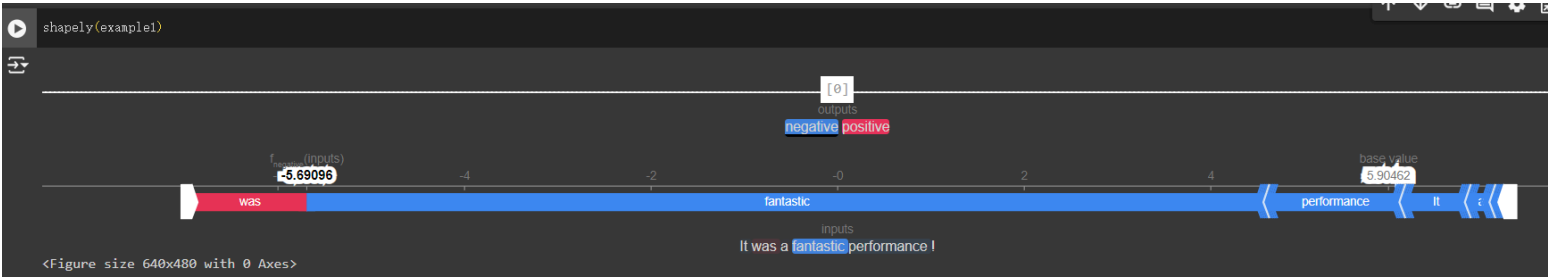 shapely(example1)
[0]
outputs
negative positive
f negative(inputs) base value
-5.69096 -4 -2 -0 2 4 5.90462
was fantastic performance It a
inputs
It was a fantastic performance !
<Figure size 640x480 with 0 Axes>